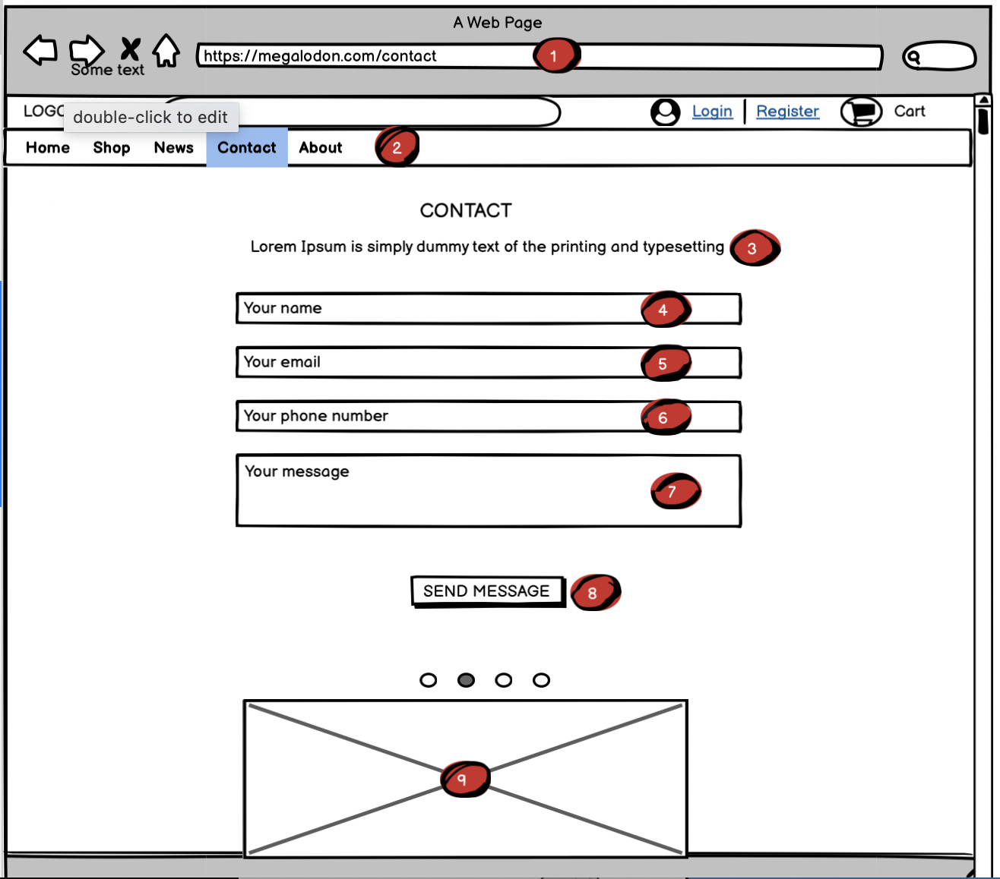 A Web Page
https://megalodon.com/contact
1
Some text
LOGO
double-click to edit
Login
Register
Cart
Home Shop News Contact About
2
CONTACT
Lorem Ipsum is simply dummy text of the printing and typesetting
3
Your name
4
Your email
5
Your phone number
6
Your message
7
SEND MESSAGE
8
9